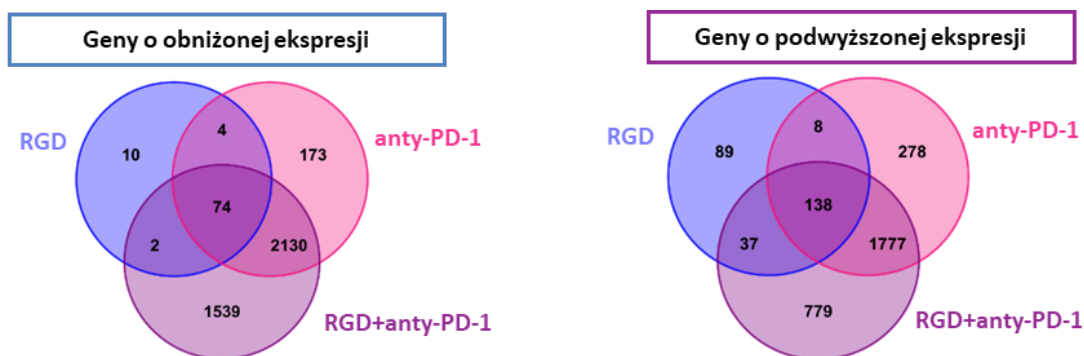 Geny o obniżonej ekspresji
RGD
anty-PD-1
10
4
173
74
2
2130
1539
RGD+anty-PD-1
Geny o podwyższonej ekspresji
RGD
anty-PD-1
89
8
278
138
37
1777
779
RGD+anty-PD-1